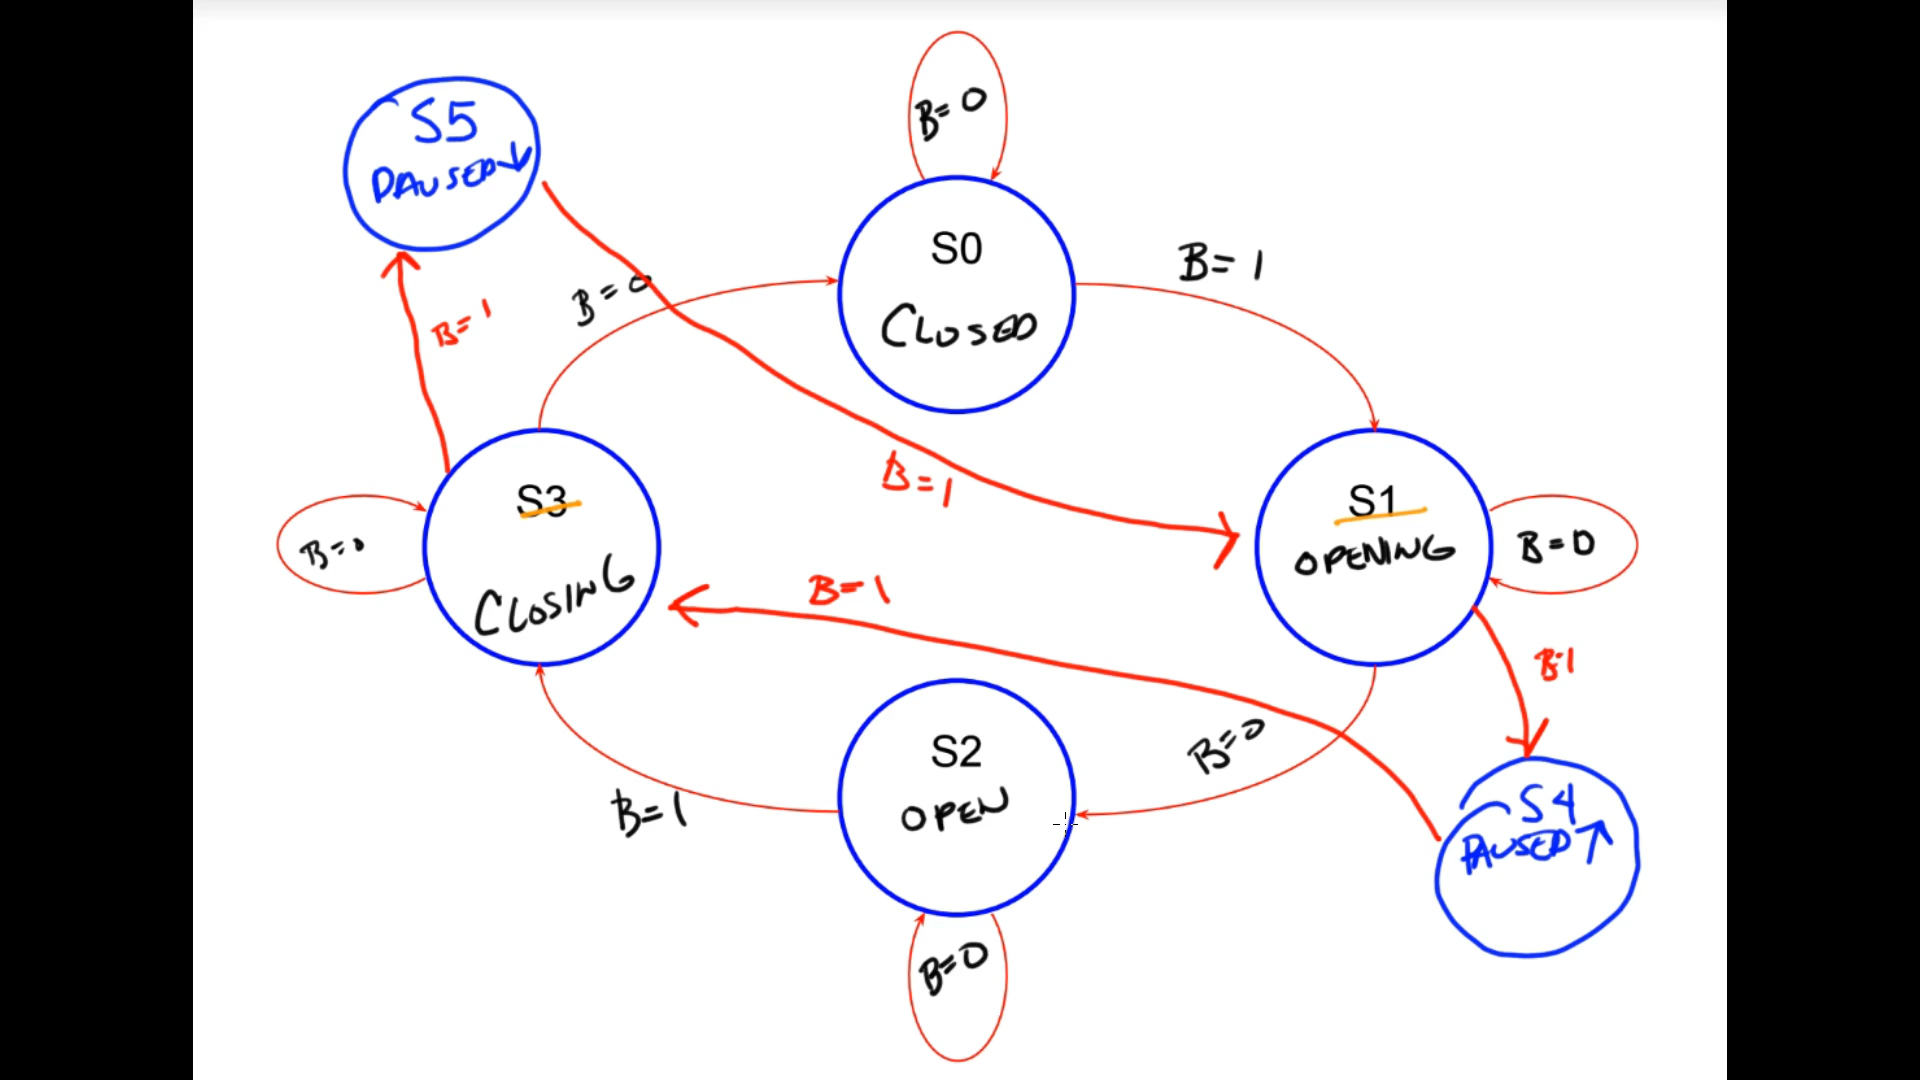 B=0
S5
PAUSED↓
S0
CLOSED
B=1
B=0
B=1
B=1
S3
CLOSING
B=0
S1
OPENING
B=0
B=1
B=1
S2
OPEN
B=0
B=1
S4
PAUSED↑
B=0